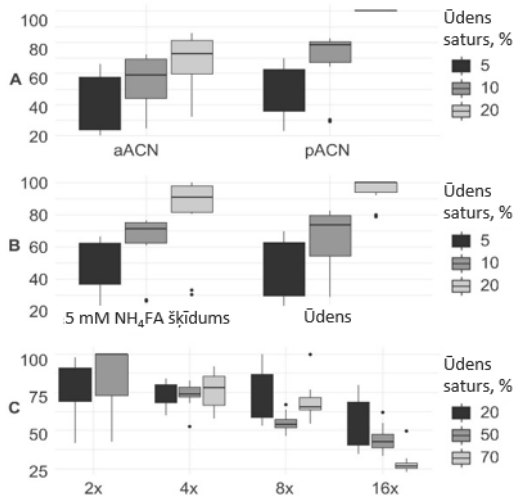 100
80
60
40
20
A
aACN
pACN
Ūdens
saturs, %
5
10
20
100
80
60
40
20
B
5 mM NH₄FA šķīdums
Ūdens
Ūdens
saturs, %
5
10
20
100
75
50
25
C
2x
4x
8x
16x
Ūdens
saturs, %
20
50
70